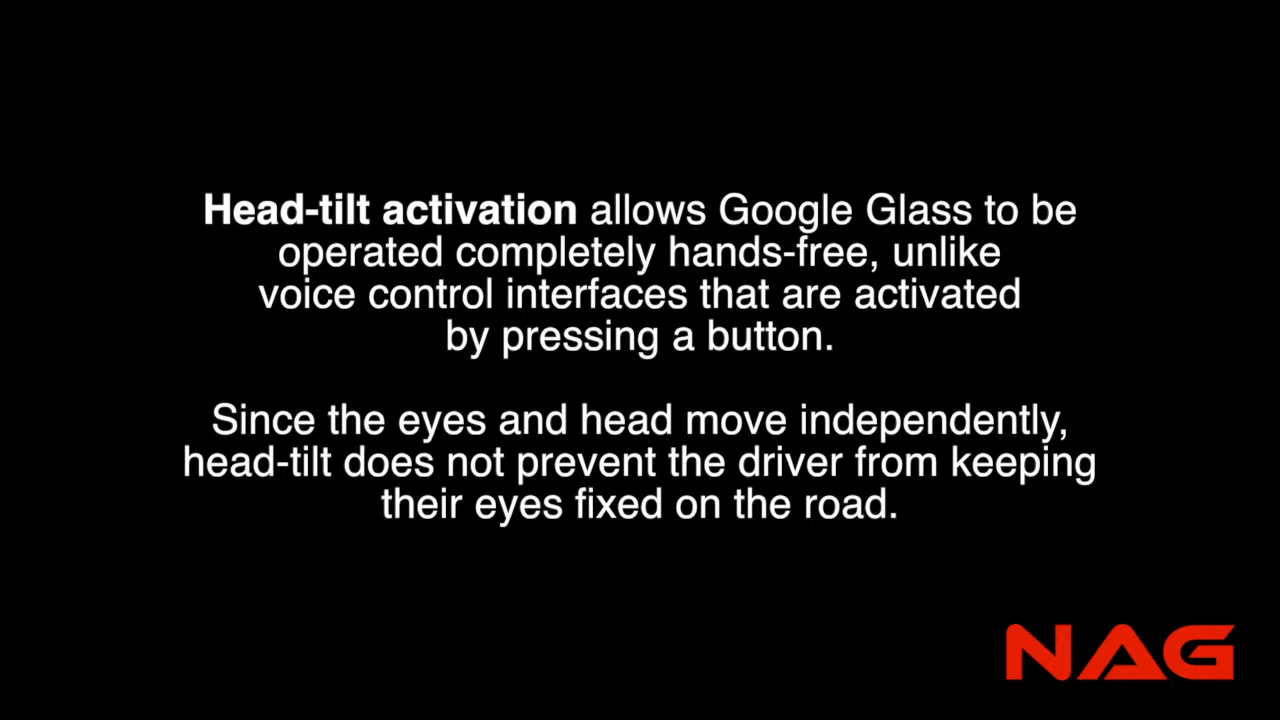 Head-tilt activation allows Google Glass to be
operated completely hands-free, unlike
voice control interfaces that are activated
by pressing a button.
Since the eyes and head move independently,
head-tilt does not prevent the driver from keeping
their eyes fixed on the road.
NAG